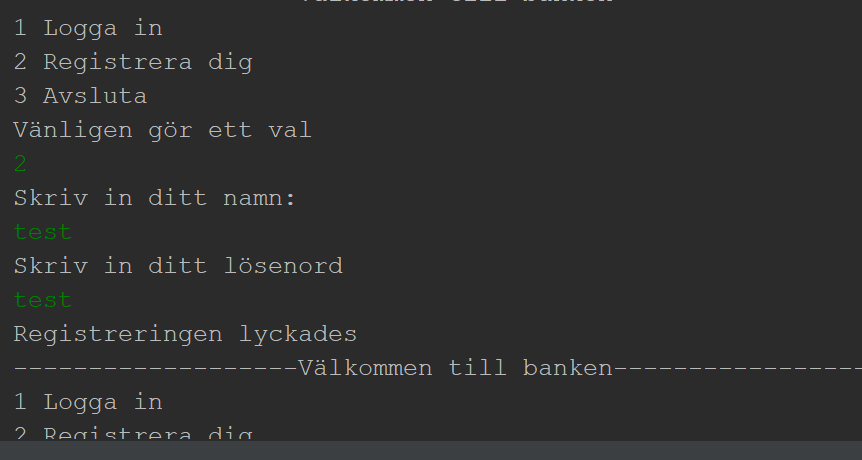 1 Logga in
2 Registrera dig
3 Avsluta
Vänligen gör ett val
2
Skriv in ditt namn:
test
Skriv in ditt lösenord
test
Registreringen lyckades
-------------------Välkommen till banken-----------------
1 Logga in
2 Registrera dig